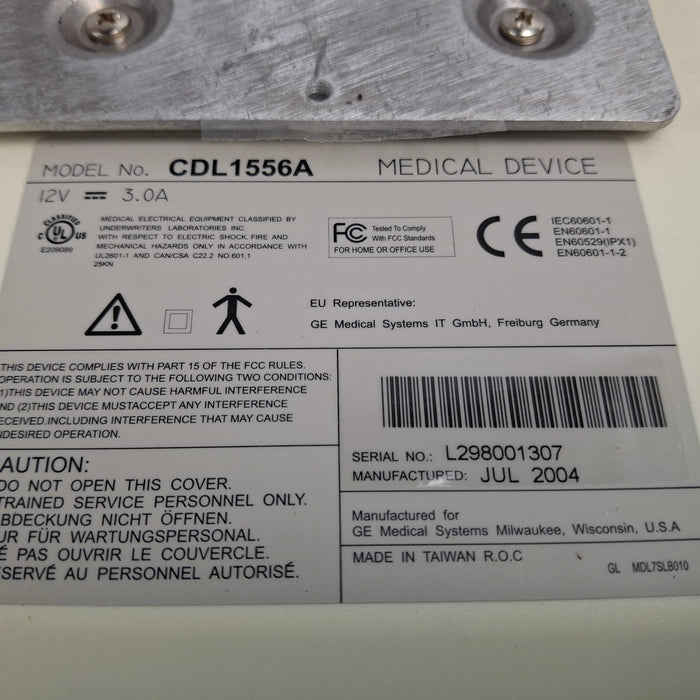 MODEL No. CDL1556A MEDICAL DEVICE
12V 3.0A
CLASSIFIED
C UL US
E209089
MEDICAL ELECTRICAL EQUIPMENT CLASSIFIED BY
UNDERWRITERS LABORATORIES INC.
WITH RESPECT TO ELECTRIC SHOCK, FIRE AND
MECHANICAL HAZARDS ONLY IN ACCORDANCE WITH
UL2601-1 AND CAN/CSA C22.2 NO.601.1
25KN
FC Tested To Comply
With FCC Standards
FOR HOME OR OFFICE USE
CE
IEC60601-1
EN60601-1
EN60529(IPX1)
EN60601-1-2
EU Representative:
GE Medical Systems IT GmbH, Freiburg Germany
THIS DEVICE COMPLIES WITH PART 15 OF THE FCC RULES.
OPERATION IS SUBJECT TO THE FOLLOWING TWO CONDITIONS:
1)THIS DEVICE MAY NOT CAUSE HARMFUL INTERFERENCE
ND (2)THIS DEVICE MUSTACCEPT ANY INTERFERENCE
ECEIVED.INCLUDING INTERFERENCE THAT MAY CAUSE
NDESIRED OPERATION.
CAUTION:
DO NOT OPEN THIS COVER.
TRAINED SERVICE PERSONNEL ONLY.
ABDECKUNG NICHT ÖFFNEN.
UR FÜR WARTUNGSPERSONAL.
E PAS OUVRIR LE COUVERCLE.
ESERVÉ AU PERSONNEL AUTORISÉ.
SERIAL NO.: L298001307
MANUFACTURED: JUL 2004
Manufactured for
GE Medical Systems Milwaukee, Wisconsin, U.S.A
MADE IN TAIWAN R.O.C
GL MDL7SLB010